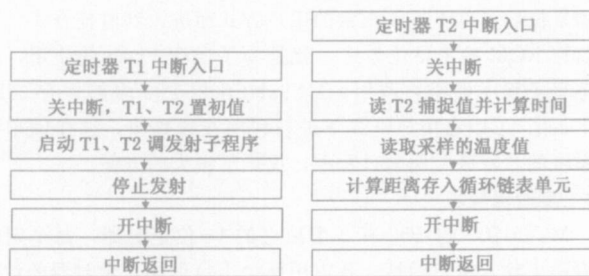 定时器 T1 中断入口
关中断，T1、T2 置初值
启动 T1、T2 调发射子程序
停止发射
开中断
中断返回
定时器 T2 中断入口
关中断
读 T2 捕捉值并计算时间
读取采样的温度值
计算距离存入循环链表单元
开中断
中断返回